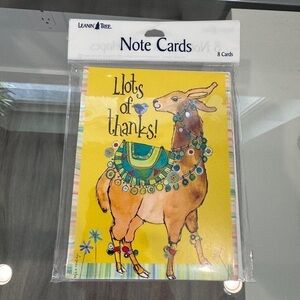 LEANIN' TREE
Note Cards
8 Cards
Llots
of
thanks!